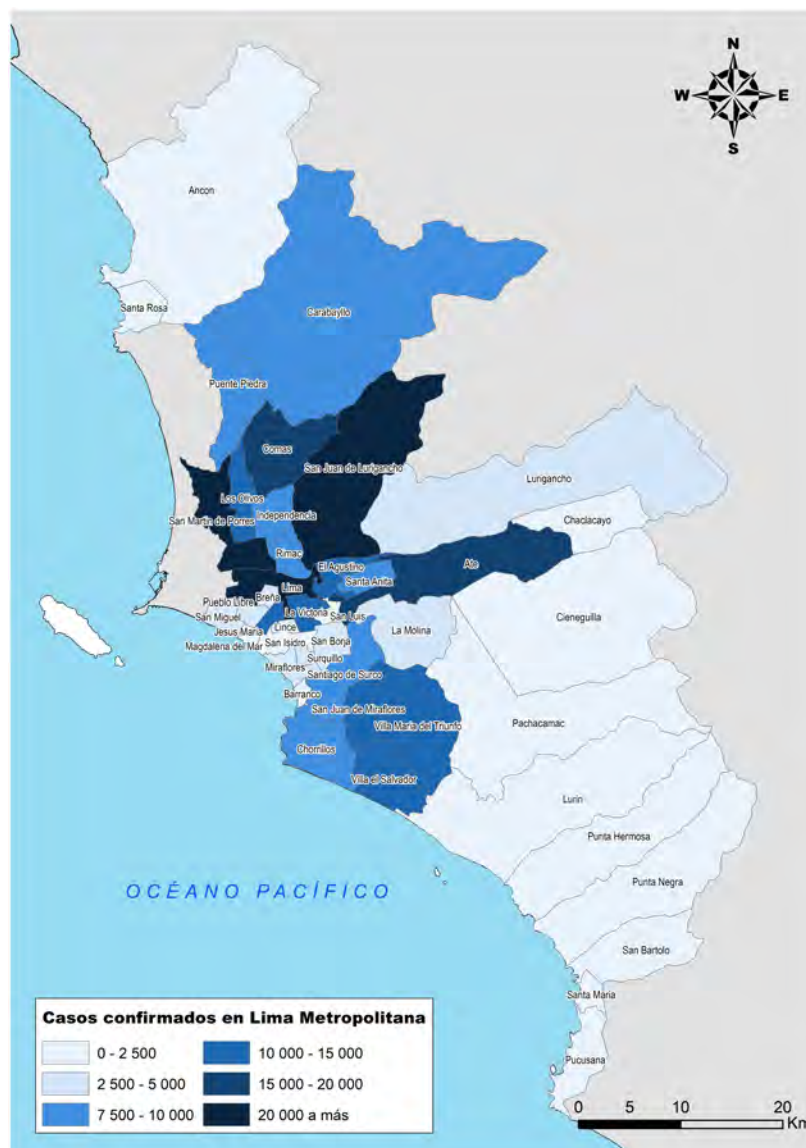 N
W
E
S
Ancon
Santa Rosa
Carabayllo
Puente Piedra
Comas
San Juan de Lurigancho
Lurigancho
Los Olivos
Chaclacayo
Independencia
San Martin de Porres
Rimac
Ate
El Agustino
Santa Anita
Lima
Breña
Pueblo Libre
La Victoria
San Luis
Cieneguilla
San Miguel
Lince
La Molina
Jesus Maria
San Borja
Magdalena del Mar
San Isidro
Surquillo
Miraflores
Santiago de Surco
Barranco
San Juan de Miraflores
Pachacamac
Villa Maria del Triunfo
Chorrillos
Villa el Salvador
Lurin
Punta Hermosa
OCÉANO PACÍFICO
Punta Negra
San Bartolo
Santa Maria
Pucusana
Casos confirmados en Lima Metropolitana
0 - 2 500
10 000 - 15 000
2 500 - 5 000
15 000 - 20 000
7 500 - 10 000
20 000 a más
0 5 10 20
Km